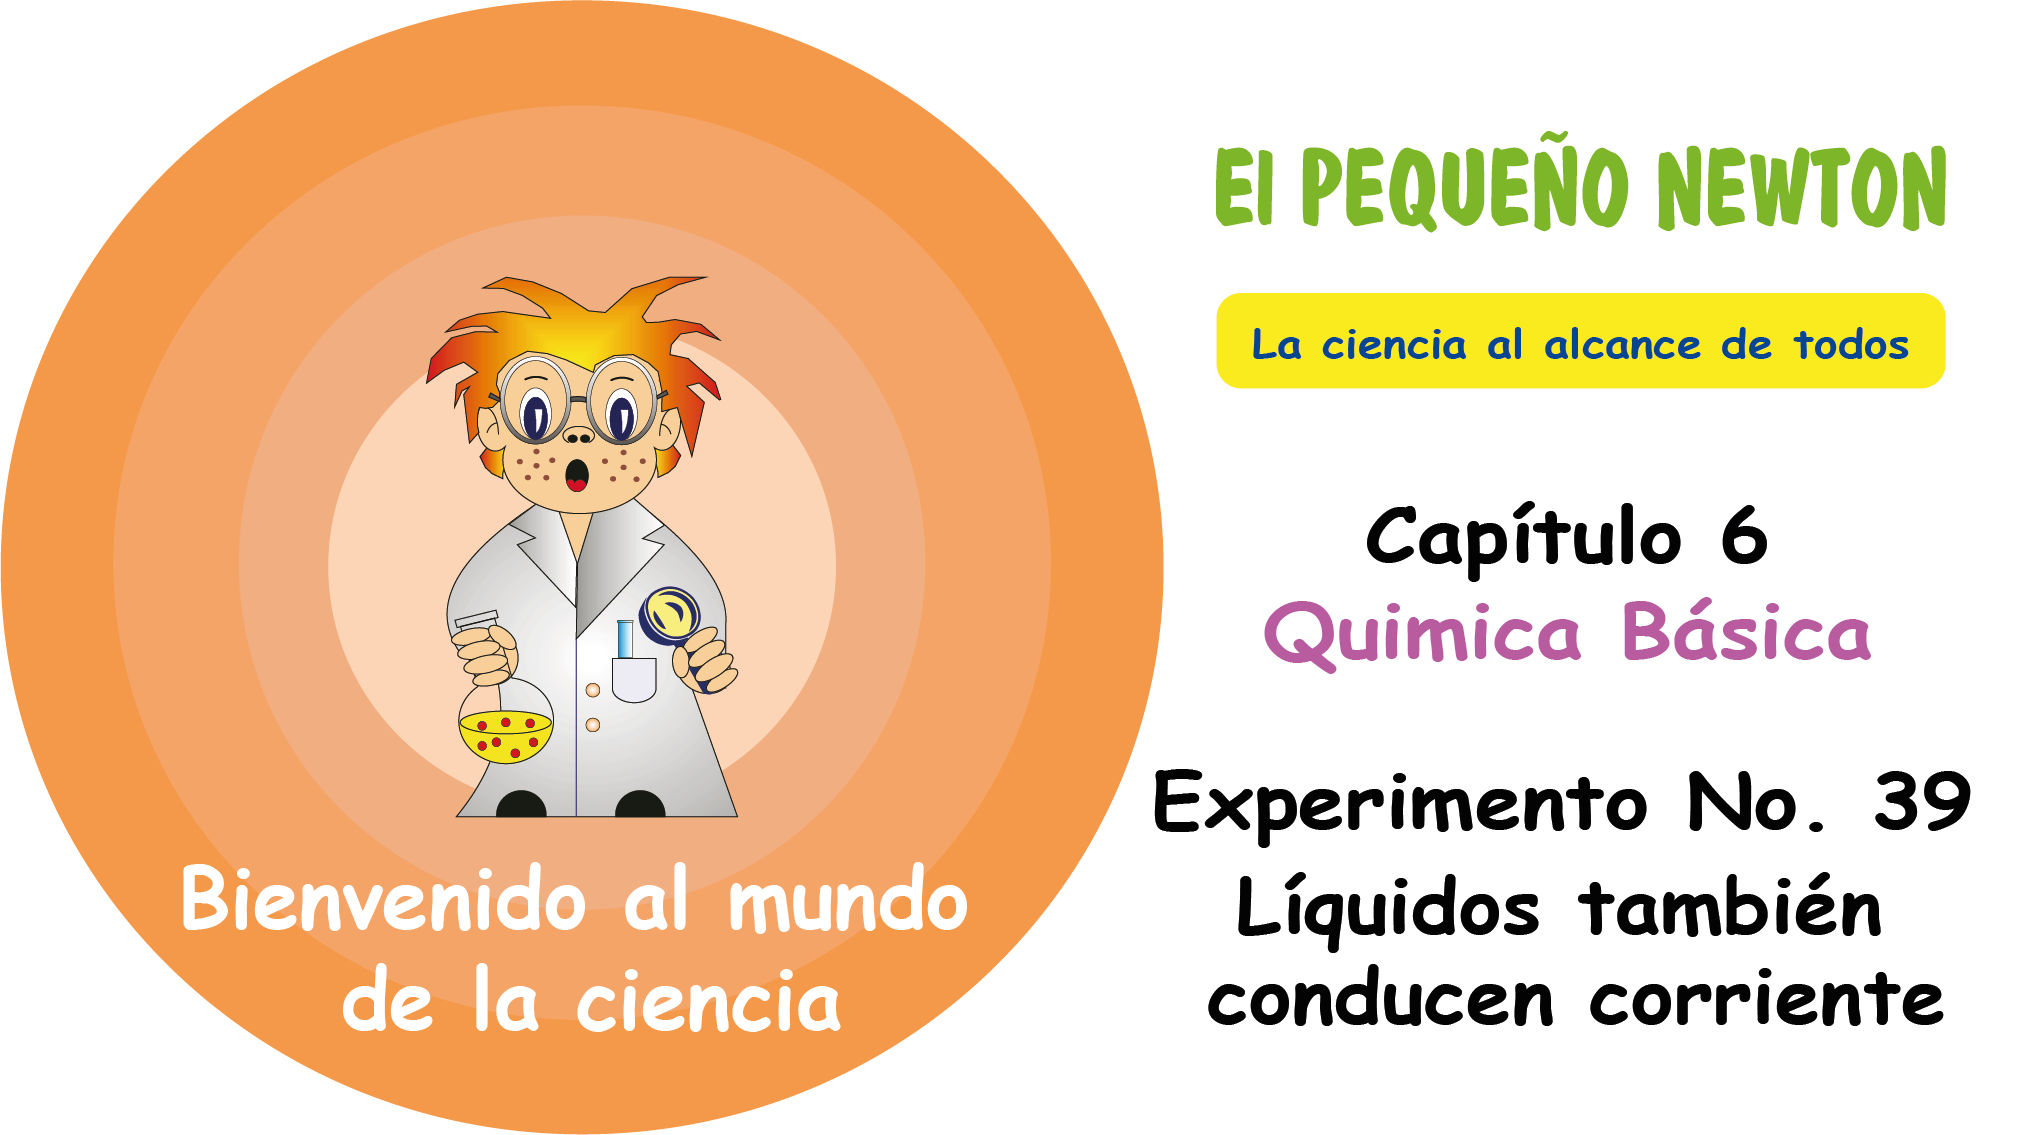 El PEQUEÑO NEWTON
La ciencia al alcance de todos
Capítulo 6
Quimica Básica
Experimento No. 39
Líquidos también
conducen corriente
Bienvenido al mundo
de la ciencia